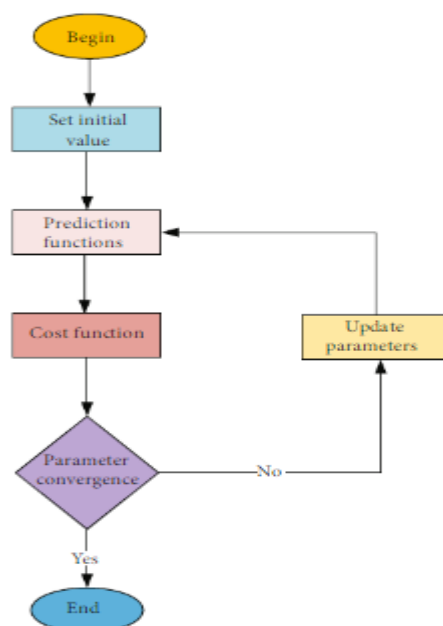 Begin
Set initial
value
Prediction
functions
Cost function
Update
parameters
Parameter
convergence
No
Yes
End